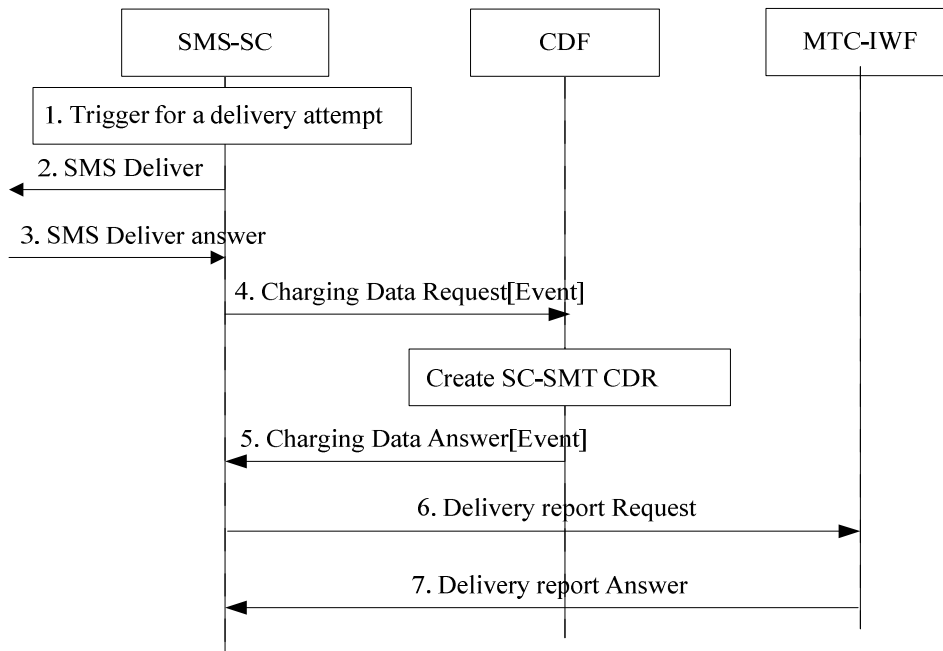 SMS-SC
CDF
MTC-IWF
1. Trigger for a delivery attempt
2. SMS Deliver
3. SMS Deliver answer
4. Charging Data Request[Event]
Create SC-SMT CDR
5. Charging Data Answer[Event]
6. Delivery report Request
7. Delivery report Answer